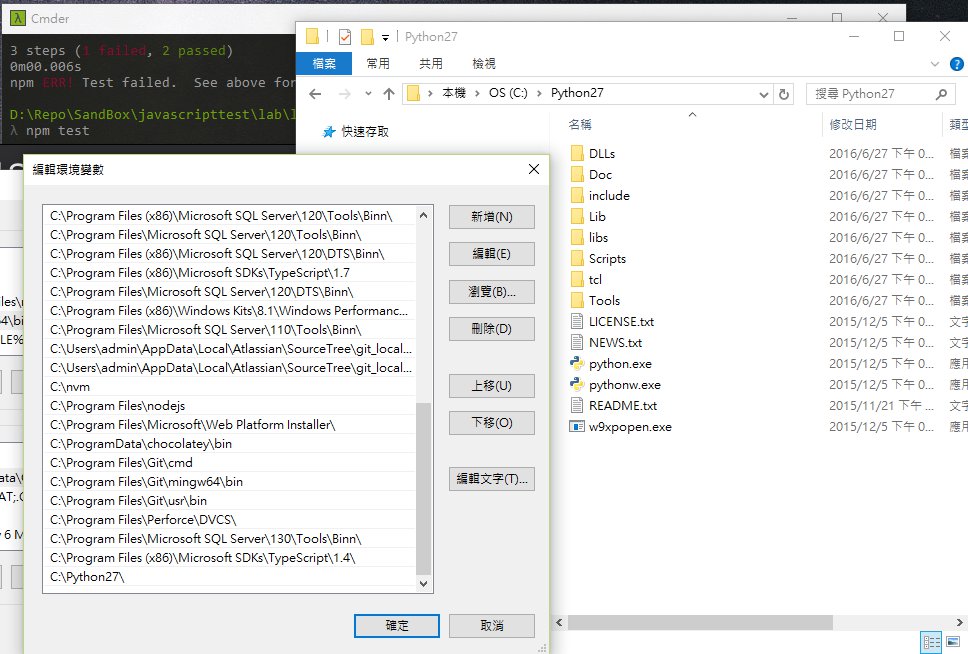 Cmder
3 steps (1 failed, 2 passed)
0m00.006s
npm ERR! Test failed. See above for
D:\Repo\SandBox\javascripttest\lab\l
λ npm test
Python27
檔案
常用
共用
檢視
本機 > OS (C:) > Python27
搜尋 Python27
快速存取
名稱
修改日期
類型
DLLs 2016/6/27 下午 0... 檔案
Doc 2016/6/27 下午 0... 檔案
include 2016/6/27 下午 0... 檔案
Lib 2016/6/27 下午 0... 檔案
libs 2016/6/27 下午 0... 檔案
Scripts 2016/6/27 下午 0... 檔案
tcl 2016/6/27 下午 0... 檔案
Tools 2016/6/27 下午 0... 檔案
LICENSE.txt 2015/12/5 下午 0... 文字
NEWS.txt 2015/12/5 下午 0... 文字
python.exe 2015/12/5 下午 0... 應用
pythonw.exe 2015/12/5 下午 0... 應用
README.txt 2015/11/21 下午 ... 文字
w9xpopen.exe 2015/12/5 下午 0... 應用
編輯環境變數
C:\Program Files (x86)\Microsoft SQL Server\120\Tools\Binn\
C:\Program Files\Microsoft SQL Server\120\Tools\Binn\
C:\Program Files\Microsoft SQL Server\120\DTS\Binn\
C:\Program Files (x86)\Microsoft SDKs\TypeScript\1.7
C:\Program Files\Microsoft SQL Server\120\DTS\Binn\
C:\Program Files (x86)\Windows Kits\8.1\Windows Performanc...
C:\Program Files\Microsoft SQL Server\110\Tools\Binn\
C:\Users\admin\AppData\Local\Atlassian\SourceTree\git_local...
C:\Users\admin\AppData\Local\Atlassian\SourceTree\git_local...
C:\nvm
C:\Program Files\nodejs
C:\Program Files\Microsoft\Web Platform Installer\
C:\ProgramData\chocolatey\bin
C:\Program Files\Git\cmd
C:\Program Files\Git\mingw64\bin
C:\Program Files\Git\usr\bin
C:\Program Files\Perforce\DVCS\
C:\Program Files\Microsoft SQL Server\130\Tools\Binn\
C:\Program Files (x86)\Microsoft SDKs\TypeScript\1.4\
C:\Python27\
新增(N)
編輯(E)
瀏覽(B)...
刪除(D)
上移(U)
下移(O)
編輯文字(T)...
確定
取消